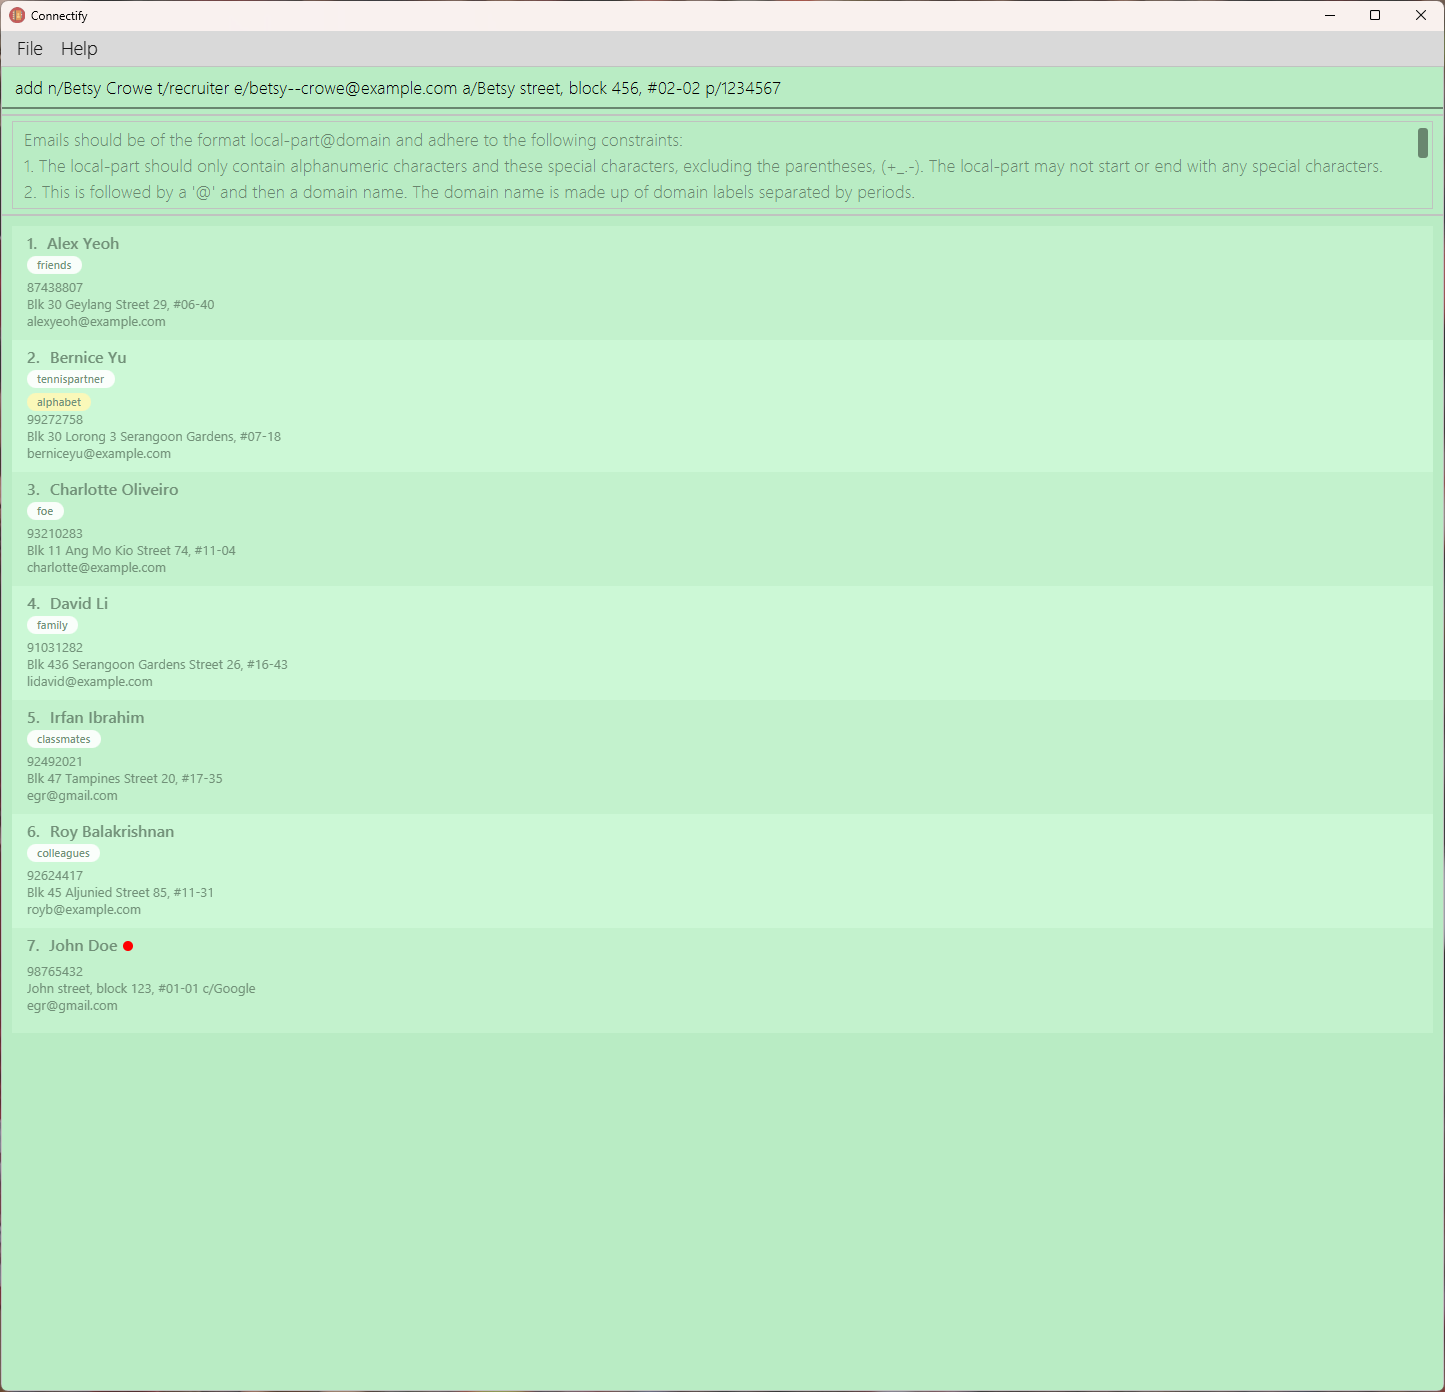 Connectify
File Help
add n/Betsy Crowe t/recruiter e/betsy--crowe@example.com a/Betsy street, block 456, #02-02 p/1234567
Emails should be of the format local-part@domain and adhere to the following constraints:
1. The local-part should only contain alphanumeric characters and these special characters, excluding the parentheses, (+_.-). The local-part may not start or end with any special characters.
2. This is followed by a '@' and then a domain name. The domain name is made up of domain labels separated by periods.
1. Alex Yeoh
friends
87438807
Blk 30 Geylang Street 29, #06-40
alexyeoh@example.com
2. Bernice Yu
tennispartner
alphabet
99272758
Blk 30 Lorong 3 Serangoon Gardens, #07-18
berniceyu@example.com
3. Charlotte Oliveiro
foe
93210283
Blk 11 Ang Mo Kio Street 74, #11-04
charlotte@example.com
4. David Li
family
91031282
Blk 436 Serangoon Gardens Street 26, #16-43
lidavid@example.com
5. Irfan Ibrahim
classmates
92492021
Blk 47 Tampines Street 20, #17-35
egr@gmail.com
6. Roy Balakrishnan
colleagues
92624417
Blk 45 Aljunied Street 85, #11-31
royb@example.com
7. John Doe
98765432
John street, block 123, #01-01 c/Google
egr@gmail.com